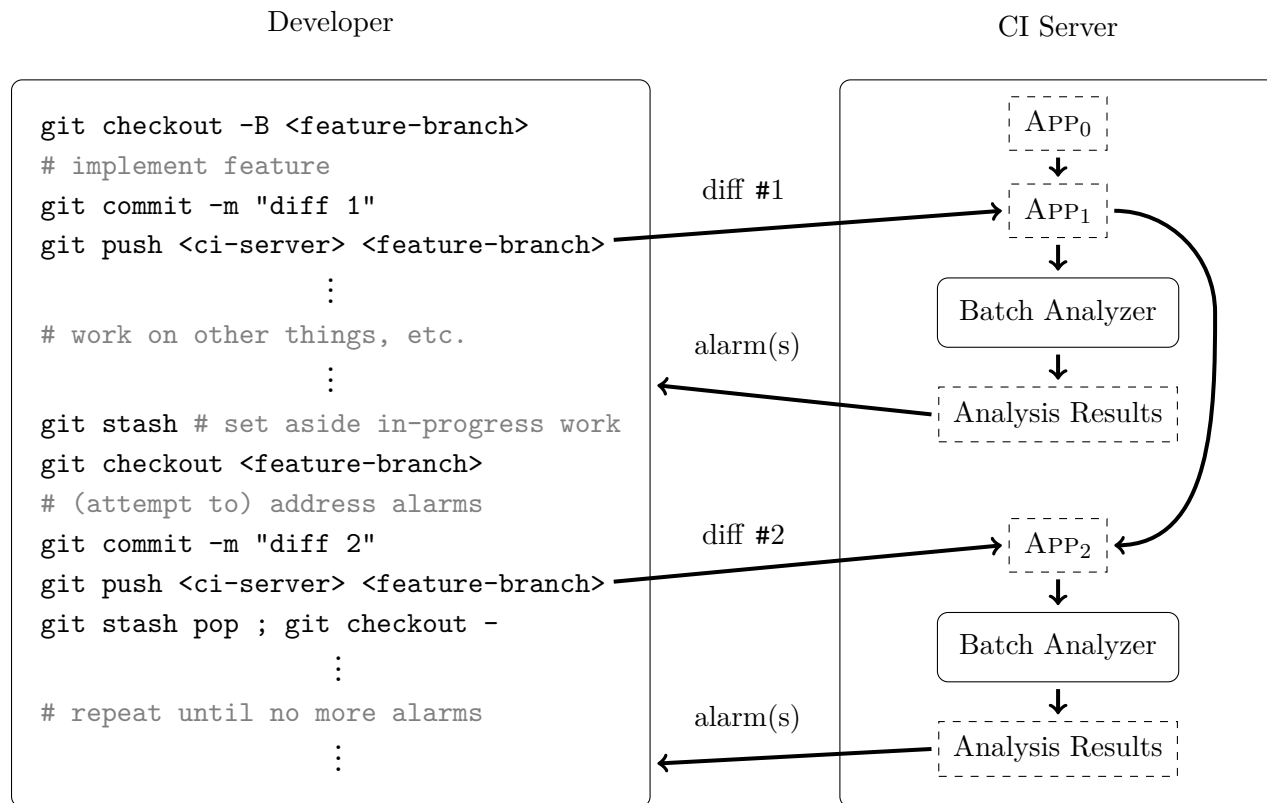 Developer
CI Server
git checkout -B <feature-branch>
# implement feature
git commit -m "diff 1"
git push <ci-server> <feature-branch>
⋮
# work on other things, etc.
⋮
git stash # set aside in-progress work
git checkout <feature-branch>
# (attempt to) address alarms
git commit -m "diff 2"
git push <ci-server> <feature-branch>
git stash pop ; git checkout -
⋮
# repeat until no more alarms
⋮
diff #1
alarm(s)
diff #2
alarm(s)
APP₀
APP₁
Batch Analyzer
Analysis Results
APP₂
Batch Analyzer
Analysis Results